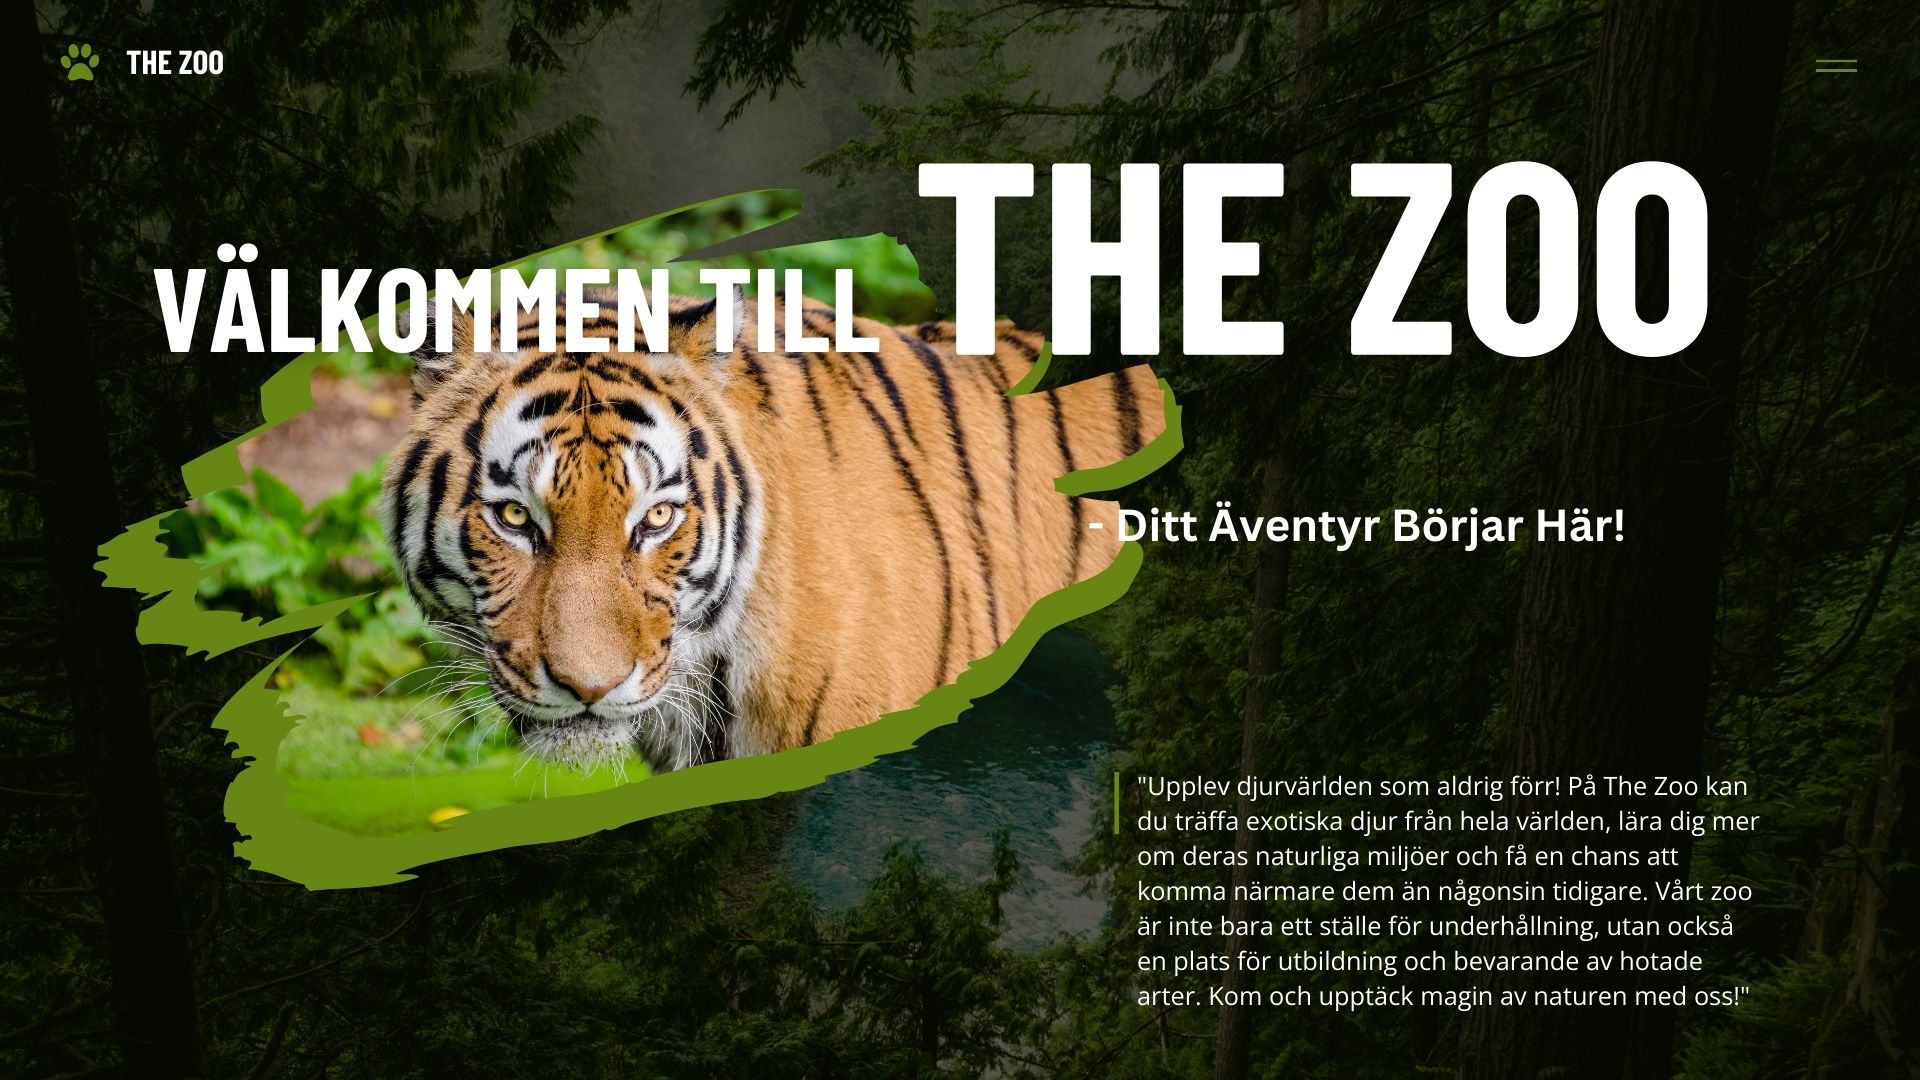 THE ZOO
VÄLKOMMEN TILL THE ZOO
- Ditt Äventyr Börjar Här!
"Upplev djurvärlden som aldrig förr! På The Zoo kan
du träffa exotiska djur från hela världen, lära dig mer
om deras naturliga miljöer och få en chans att
komma närmare dem än någonsin tidigare. Vårt zoo
är inte bara ett ställe för underhållning, utan också
en plats för utbildning och bevarande av hotade
arter. Kom och upptäck magin av naturen med oss!"